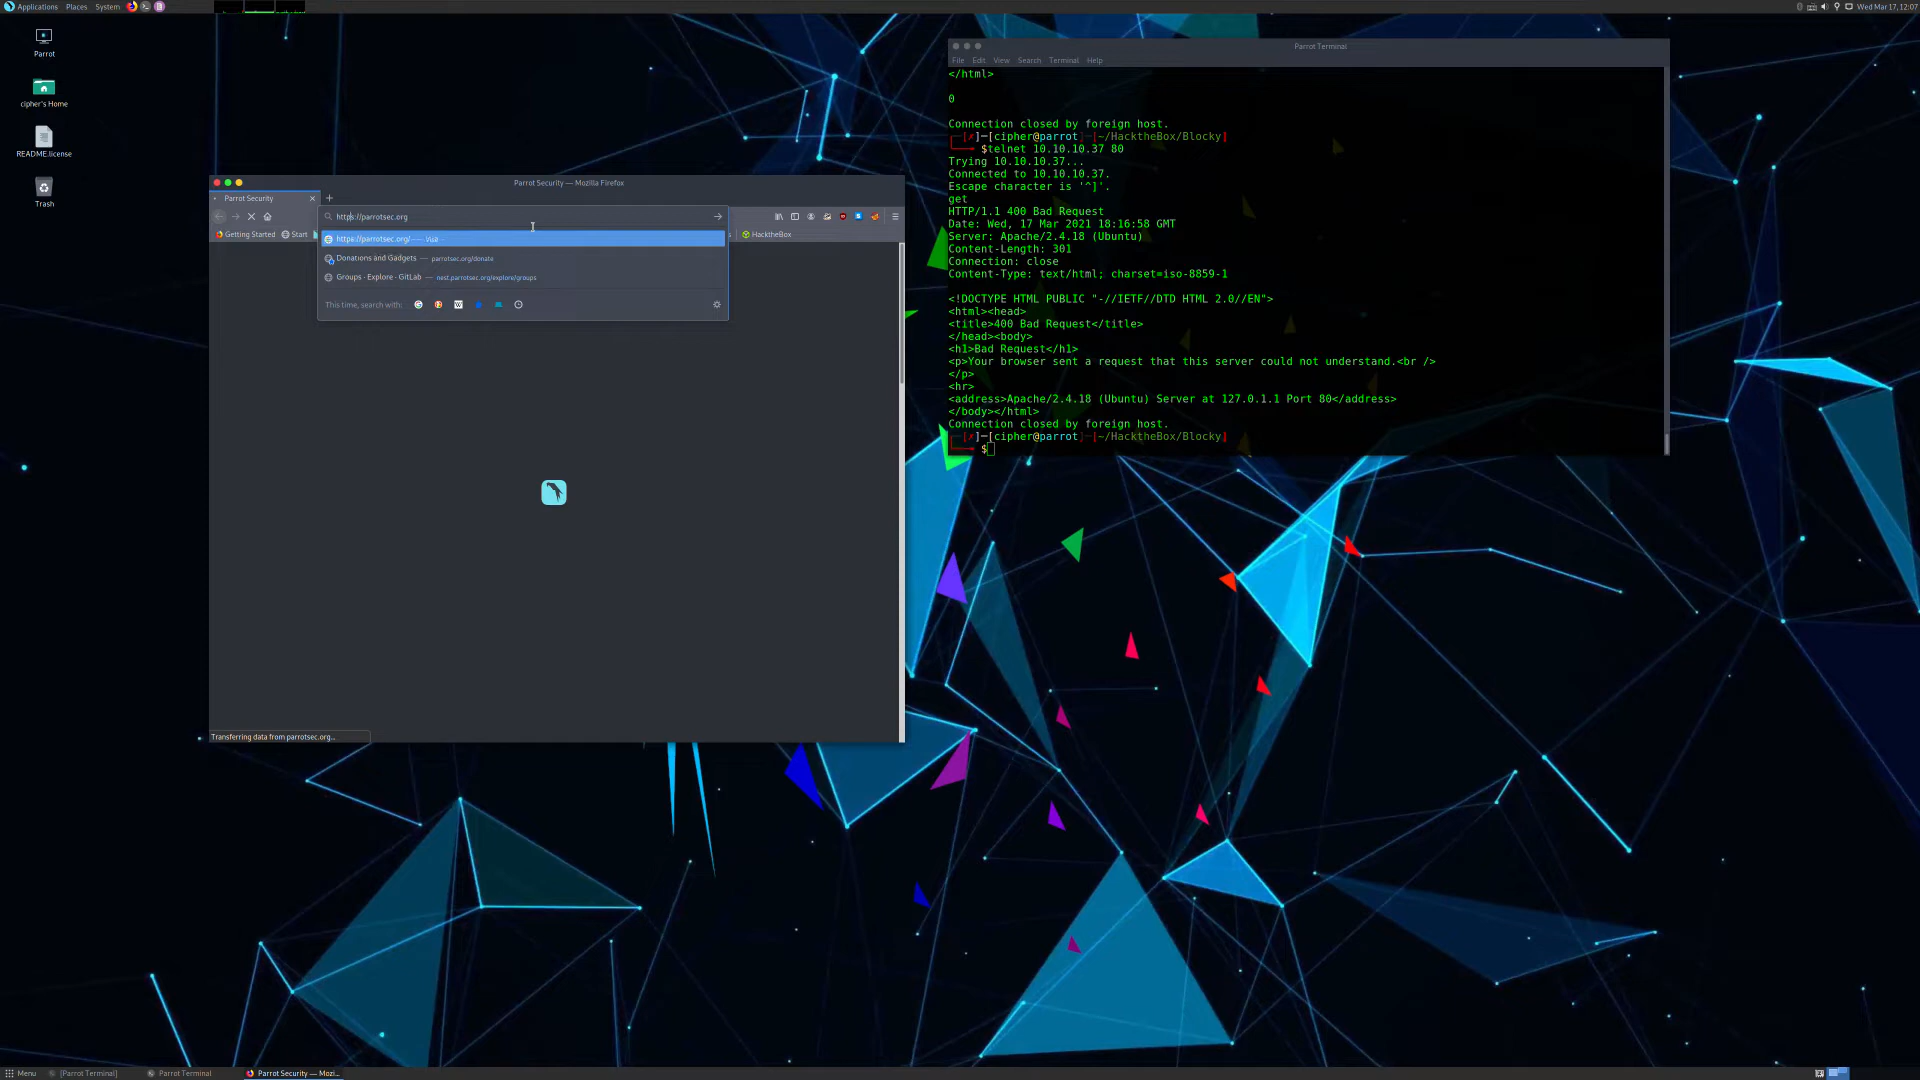 Applications Places System
Wed Mar 17, 12:07
Parrot
cipher's Home
README.license
Trash
Parrot Security — Mozilla Firefox
Parrot Security
https://parrotsec.org
Getting Started Start
HacktheBox
https://parrotsec.org/
Donations and Gadgets — parrotsec.org/donate
Groups · Explore · GitLab — nest.parrotsec.org/explore/groups
This time, search with:
Transferring data from parrotsec.org...
Parrot Terminal
File Edit View Search Terminal Help
</html>
0
Connection closed by foreign host.
┌─[✗]─[cipher@parrot]─[~/HacktheBox/Blocky]
└──╼ $telnet 10.10.10.37 80
Trying 10.10.10.37...
Connected to 10.10.10.37.
Escape character is '^]'.
get
HTTP/1.1 400 Bad Request
Date: Wed, 17 Mar 2021 18:16:58 GMT
Server: Apache/2.4.18 (Ubuntu)
Content-Length: 301
Connection: close
Content-Type: text/html; charset=iso-8859-1
<!DOCTYPE HTML PUBLIC "-//IETF//DTD HTML 2.0//EN">
<html><head>
<title>400 Bad Request</title>
</head><body>
<h1>Bad Request</h1>
<p>Your browser sent a request that this server could not understand.<br />
</p>
<hr>
<address>Apache/2.4.18 (Ubuntu) Server at 127.0.1.1 Port 80</address>
</body></html>
Connection closed by foreign host.
┌─[✗]─[cipher@parrot]─[~/HacktheBox/Blocky]
└──╼ $
Menu [Parrot Terminal] Parrot Terminal Parrot Security — Mozi...